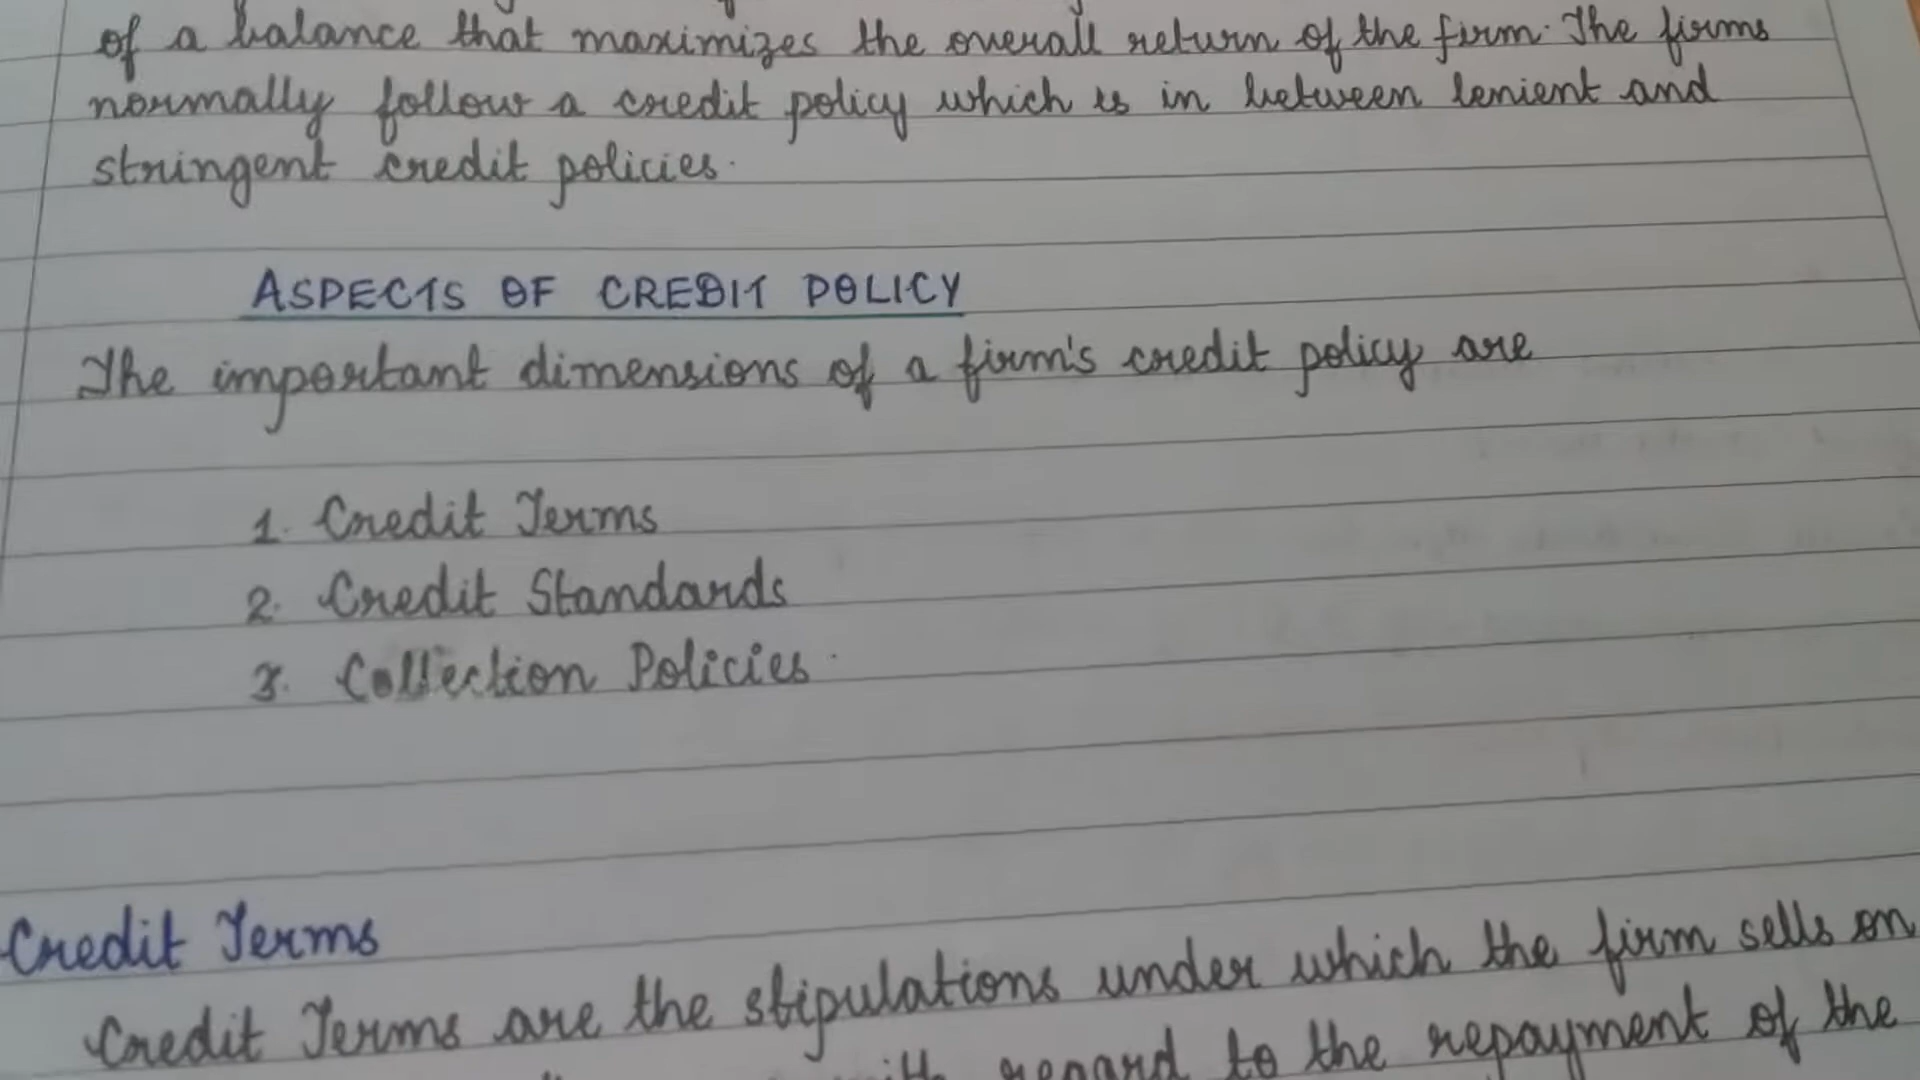 of a balance that maximizes the overall return of the firm. The firms
normally follow a credit policy which is in between lenient and
stringent credit policies.
ASPECTS OF CREDIT POLICY
The important dimensions of a firm's credit policy are
1. Credit Terms
2. Credit Standards
3. Collection Policies.
Credit Terms
Credit Terms are the stipulations under which the firm sells on
with regard to the repayment of the